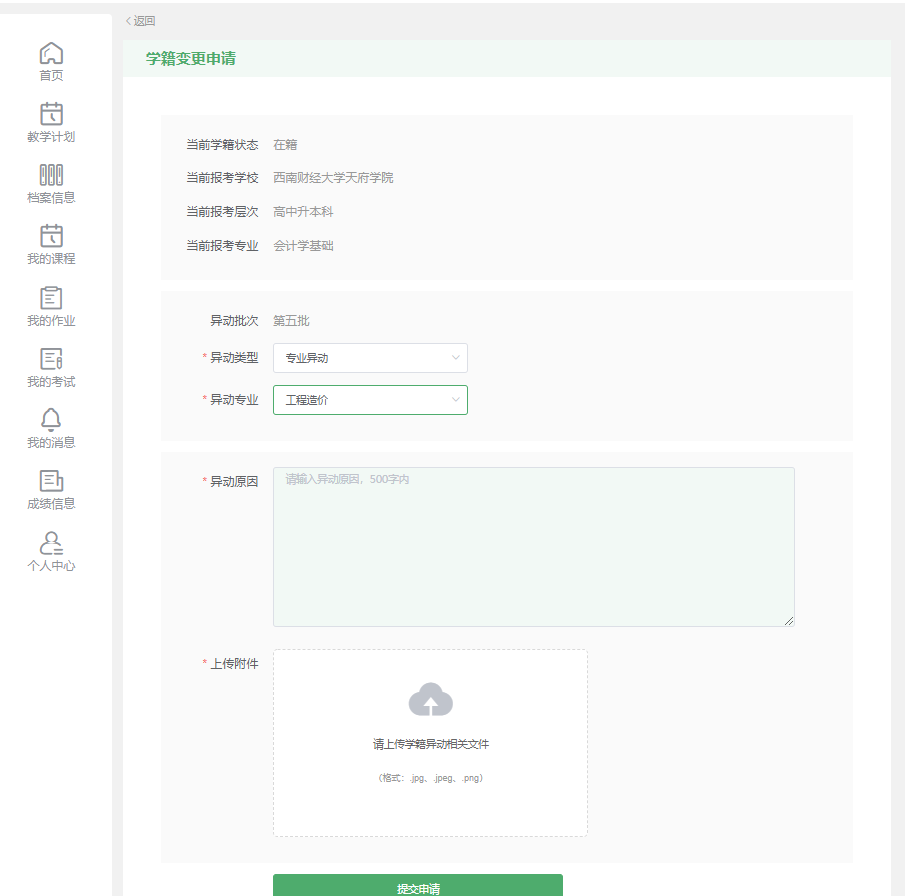 返回
学籍变更申请
首页
教学计划
档案信息
我的课程
我的作业
我的考试
我的消息
成绩信息
个人中心
当前学籍状态 在籍
当前报考学校 西南财经大学天府学院
当前报考层次 高中升本科
当前报考专业 会计学基础
异动批次 第五批
* 异动类型 专业异动
* 异动专业 工程造价
* 异动原因 请输入异动原因，500字内
* 上传附件
请上传学籍异动相关文件
（格式：.jpg、.jpeg、.png）
提交申请